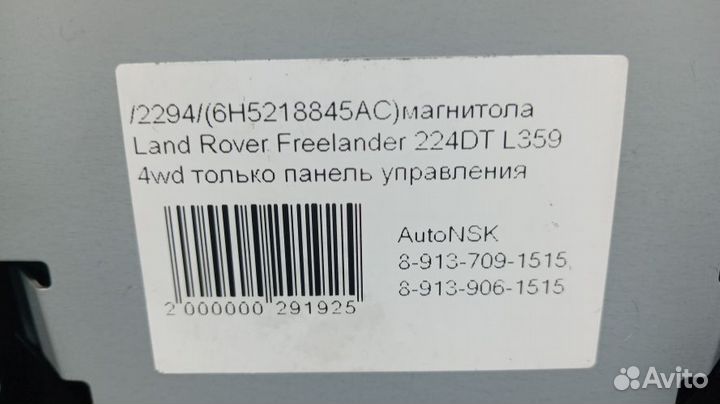 /2294/(6H5218845AC)магнитола
Land Rover Freelander 224DT L359
4wd только панель управления
AutoNSK
8-913-709-1515,
8-913-906-1515
2 000000 291925
Avito